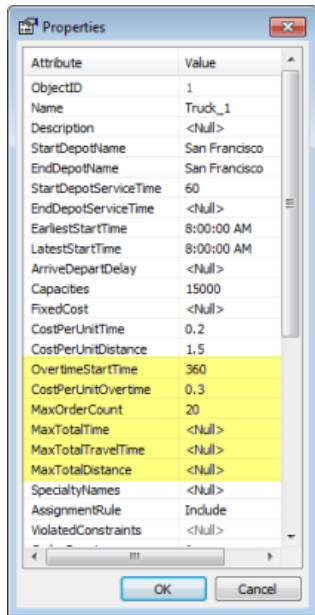 Properties
Attribute Value
ObjectID 1
Name Truck_1
Description <Null>
StartDepotName San Francisco
EndDepotName San Francisco
StartDepotServiceTime 60
EndDepotServiceTime <Null>
EarliestStartTime 8:00:00 AM
LatestStartTime 8:00:00 AM
ArriveDepartDelay <Null>
Capacities 15000
FixedCost <Null>
CostPerUnitTime 0.2
CostPerUnitDistance 1.5
OvertimeStartTime 360
CostPerUnitOvertime 0.3
MaxOrderCount 20
MaxTotalTime <Null>
MaxTotalTravelTime <Null>
MaxTotalDistance <Null>
SpecialtyNames <Null>
AssignmentRule Include
ViolatedConstraints <Null>
OK Cancel